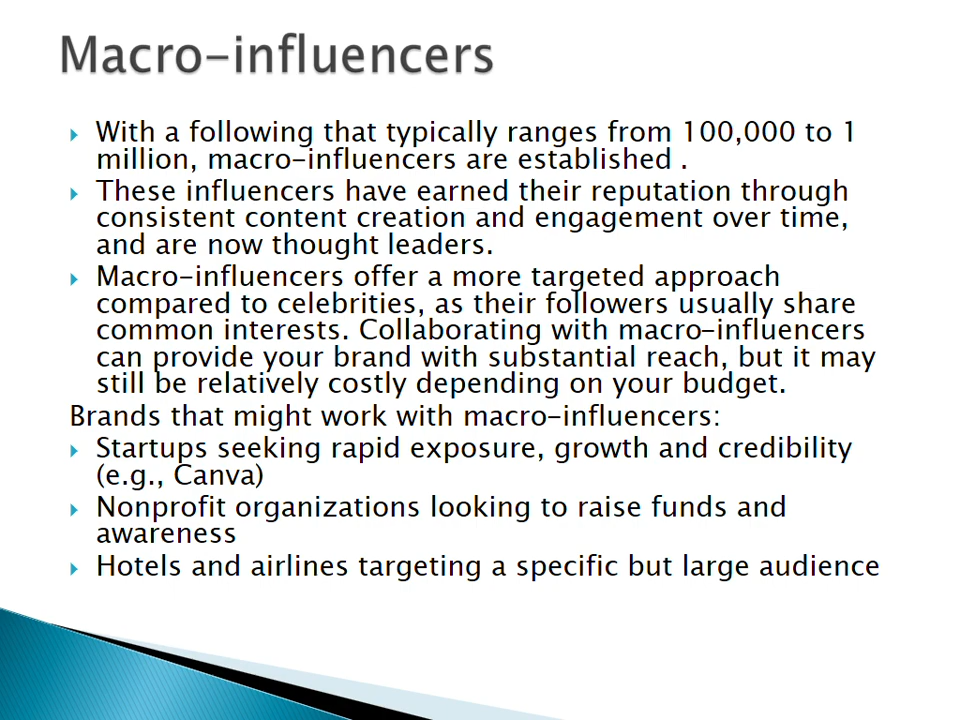 Macro-influencers
With a following that typically ranges from 100,000 to 1
million, macro-influencers are established .
These influencers have earned their reputation through
consistent content creation and engagement over time,
and are now thought leaders.
Macro-influencers offer a more targeted approach
compared to celebrities, as their followers usually share
common interests. Collaborating with macro-influencers
can provide your brand with substantial reach, but it may
still be relatively costly depending on your budget.
Brands that might work with macro-influencers:
Startups seeking rapid exposure, growth and credibility
(e.g., Canva)
Nonprofit organizations looking to raise funds and
awareness
Hotels and airlines targeting a specific but large audience